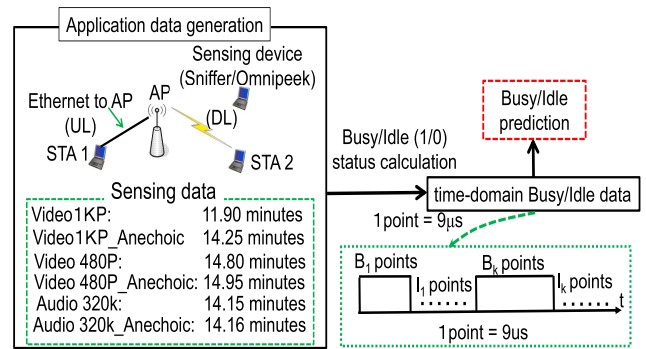 Application data generation
Sensing device
(Sniffer/Omnipeek)
AP
Ethernet to AP
(UL)
(DL)
STA 1
STA 2
Sensing data
Video1KP: 11.90 minutes
Video1KP_Anechoic 14.25 minutes
Video 480P: 14.80 minutes
Video 480P_Anechoic: 14.95 minutes
Audio 320k: 14.15 minutes
Audio 320k_Anechoic: 14.16 minutes
Busy/Idle (1/0)
status calculation
Busy/Idle
prediction
time-domain Busy/Idle data
1point = 9μs
B1 points
I1 points
Bk points
Ik points
t
1point = 9us